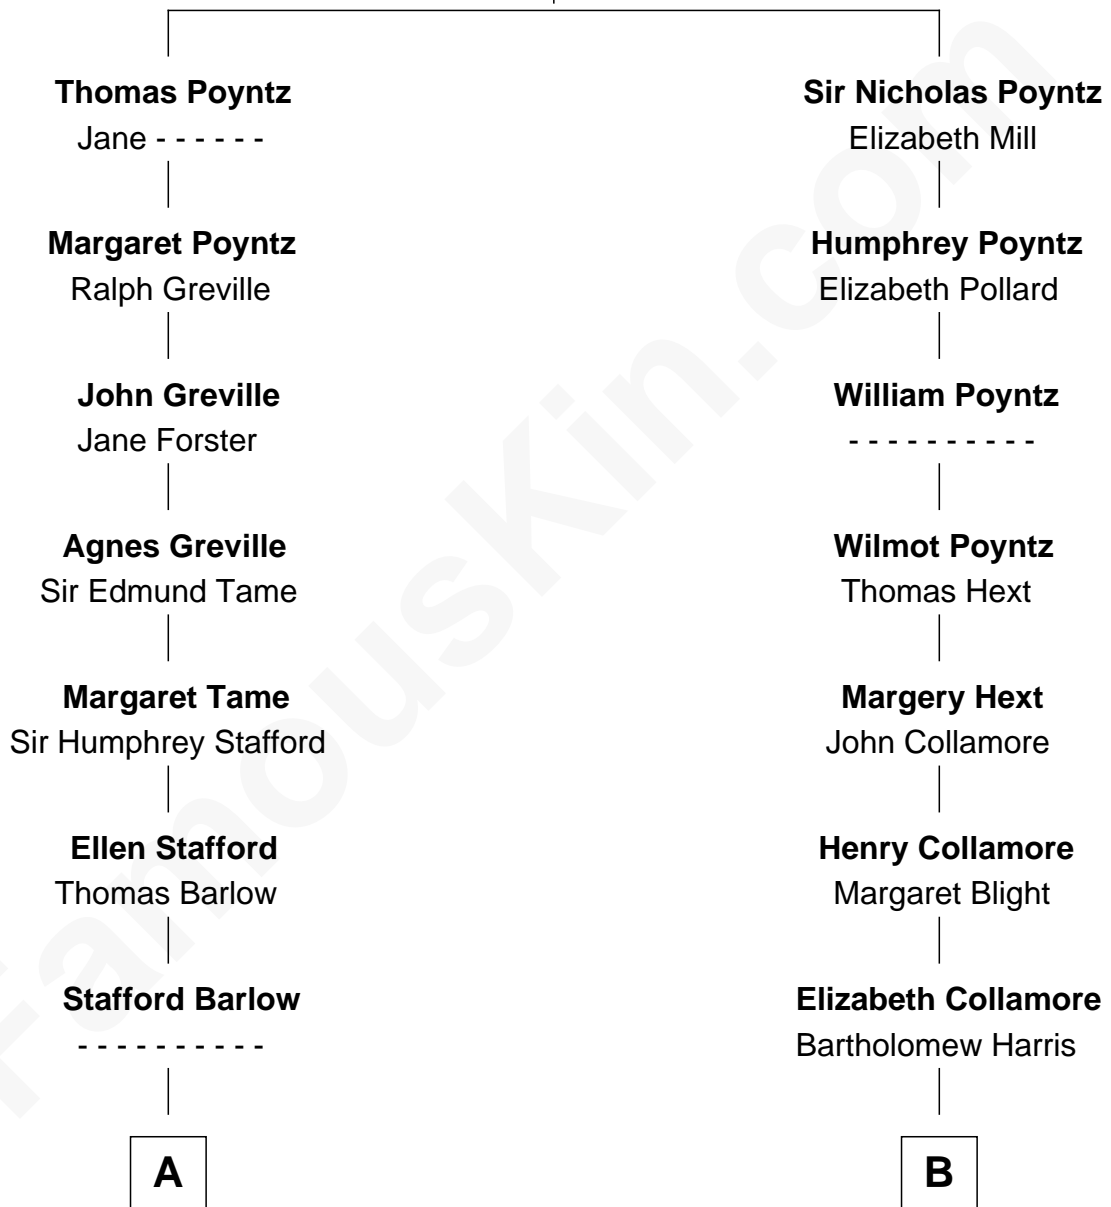 Thomas Poyntz
Jane - - - - - -
Margaret Poyntz
Ralph Greville
John Greville
Jane Forster
Agnes Greville
Sir Edmund Tame
Margaret Tame
Sir Humphrey Stafford
Ellen Stafford
Thomas Barlow
Stafford Barlow
- - - - - - - - - -
A
Sir Nicholas Poyntz
Elizabeth Mill
Humphrey Poyntz
Elizabeth Pollard
William Poyntz
- - - - - - - - - -
Wilmot Poyntz
Thomas Hext
Margery Hext
John Collamore
Henry Collamore
Margaret Blight
Elizabeth Collamore
Bartholomew Harris
B
FamousKin.com